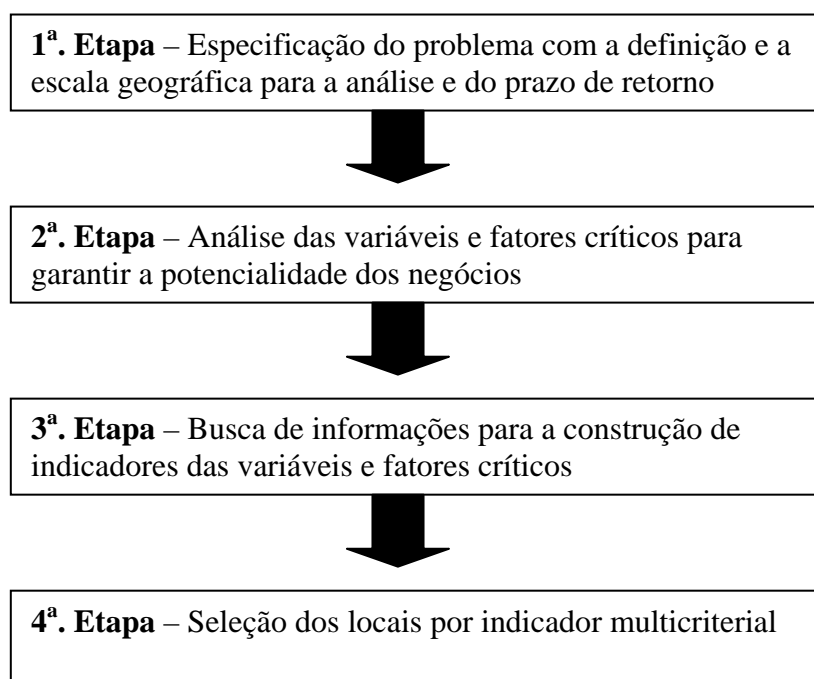 1ª. Etapa – Especificação do problema com a definição e a
escala geográfica para a análise e do prazo de retorno
2ª. Etapa – Análise das variáveis e fatores críticos para
garantir a potencialidade dos negócios
3ª. Etapa – Busca de informações para a construção de
indicadores das variáveis e fatores críticos
4ª. Etapa – Seleção dos locais por indicador multicriterial